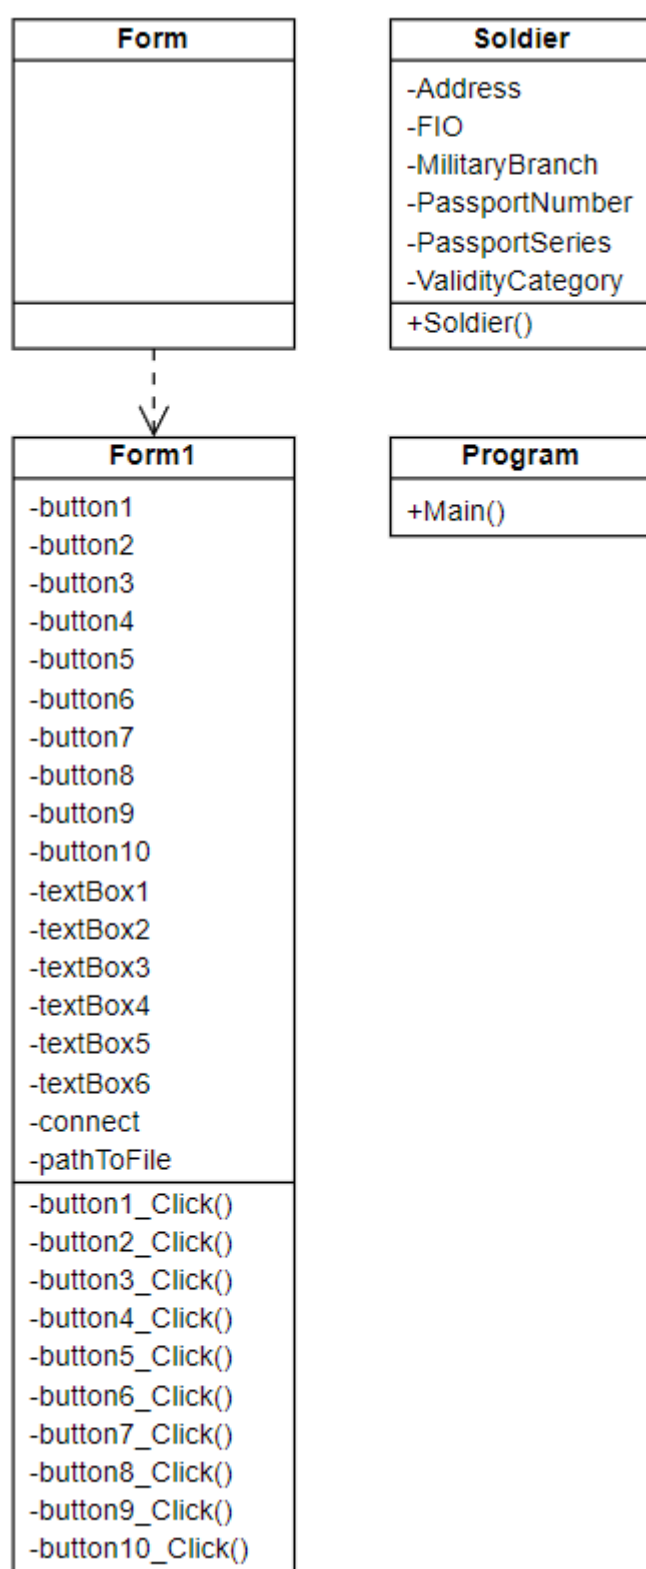 Form
Soldier
-Address
-FIO
-MilitaryBranch
-PassportNumber
-PassportSeries
-ValidityCategory
+Soldier()
Form1
-button1
-button2
-button3
-button4
-button5
-button6
-button7
-button8
-button9
-button10
-textBox1
-textBox2
-textBox3
-textBox4
-textBox5
-textBox6
-connect
-pathToFile
-button1_Click()
-button2_Click()
-button3_Click()
-button4_Click()
-button5_Click()
-button6_Click()
-button7_Click()
-button8_Click()
-button9_Click()
-button10_Click()
Program
+Main()